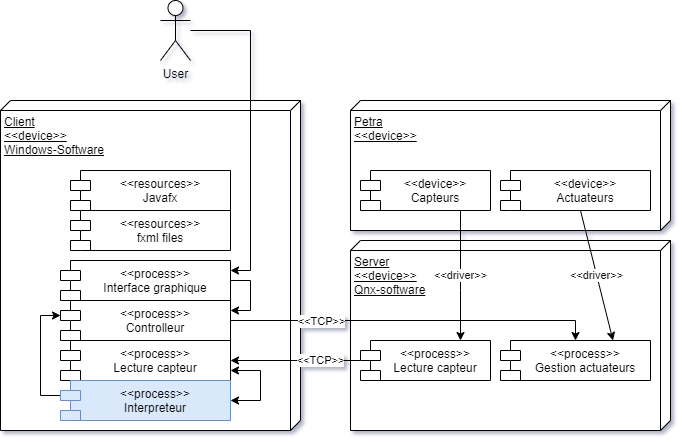 User
Client
<<device>>
Windows-Software
<<resources>>
Javafx
<<resources>>
fxml files
<<process>>
Interface graphique
<<process>>
Controlleur
<<process>>
Lecture capteur
<<process>>
Interpreteur
<<TCP>>
<<TCP>>
Petra
<<device>>
<<device>>
Capteurs
<<device>>
Actuateurs
Server
<<device>>
Qnx-software
<<driver>>
<<driver>>
<<process>>
Lecture capteur
<<process>>
Gestion actuateurs